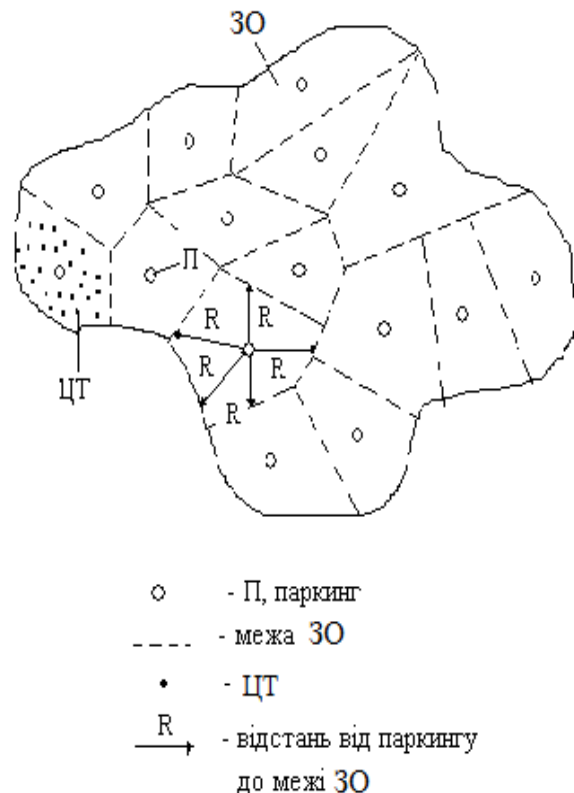 ЗО
П
R
R
R
R
R
ЦТ
- П, паркинг
- межа ЗО
- ЦТ
R
- відстань від паркингу
до межі ЗО